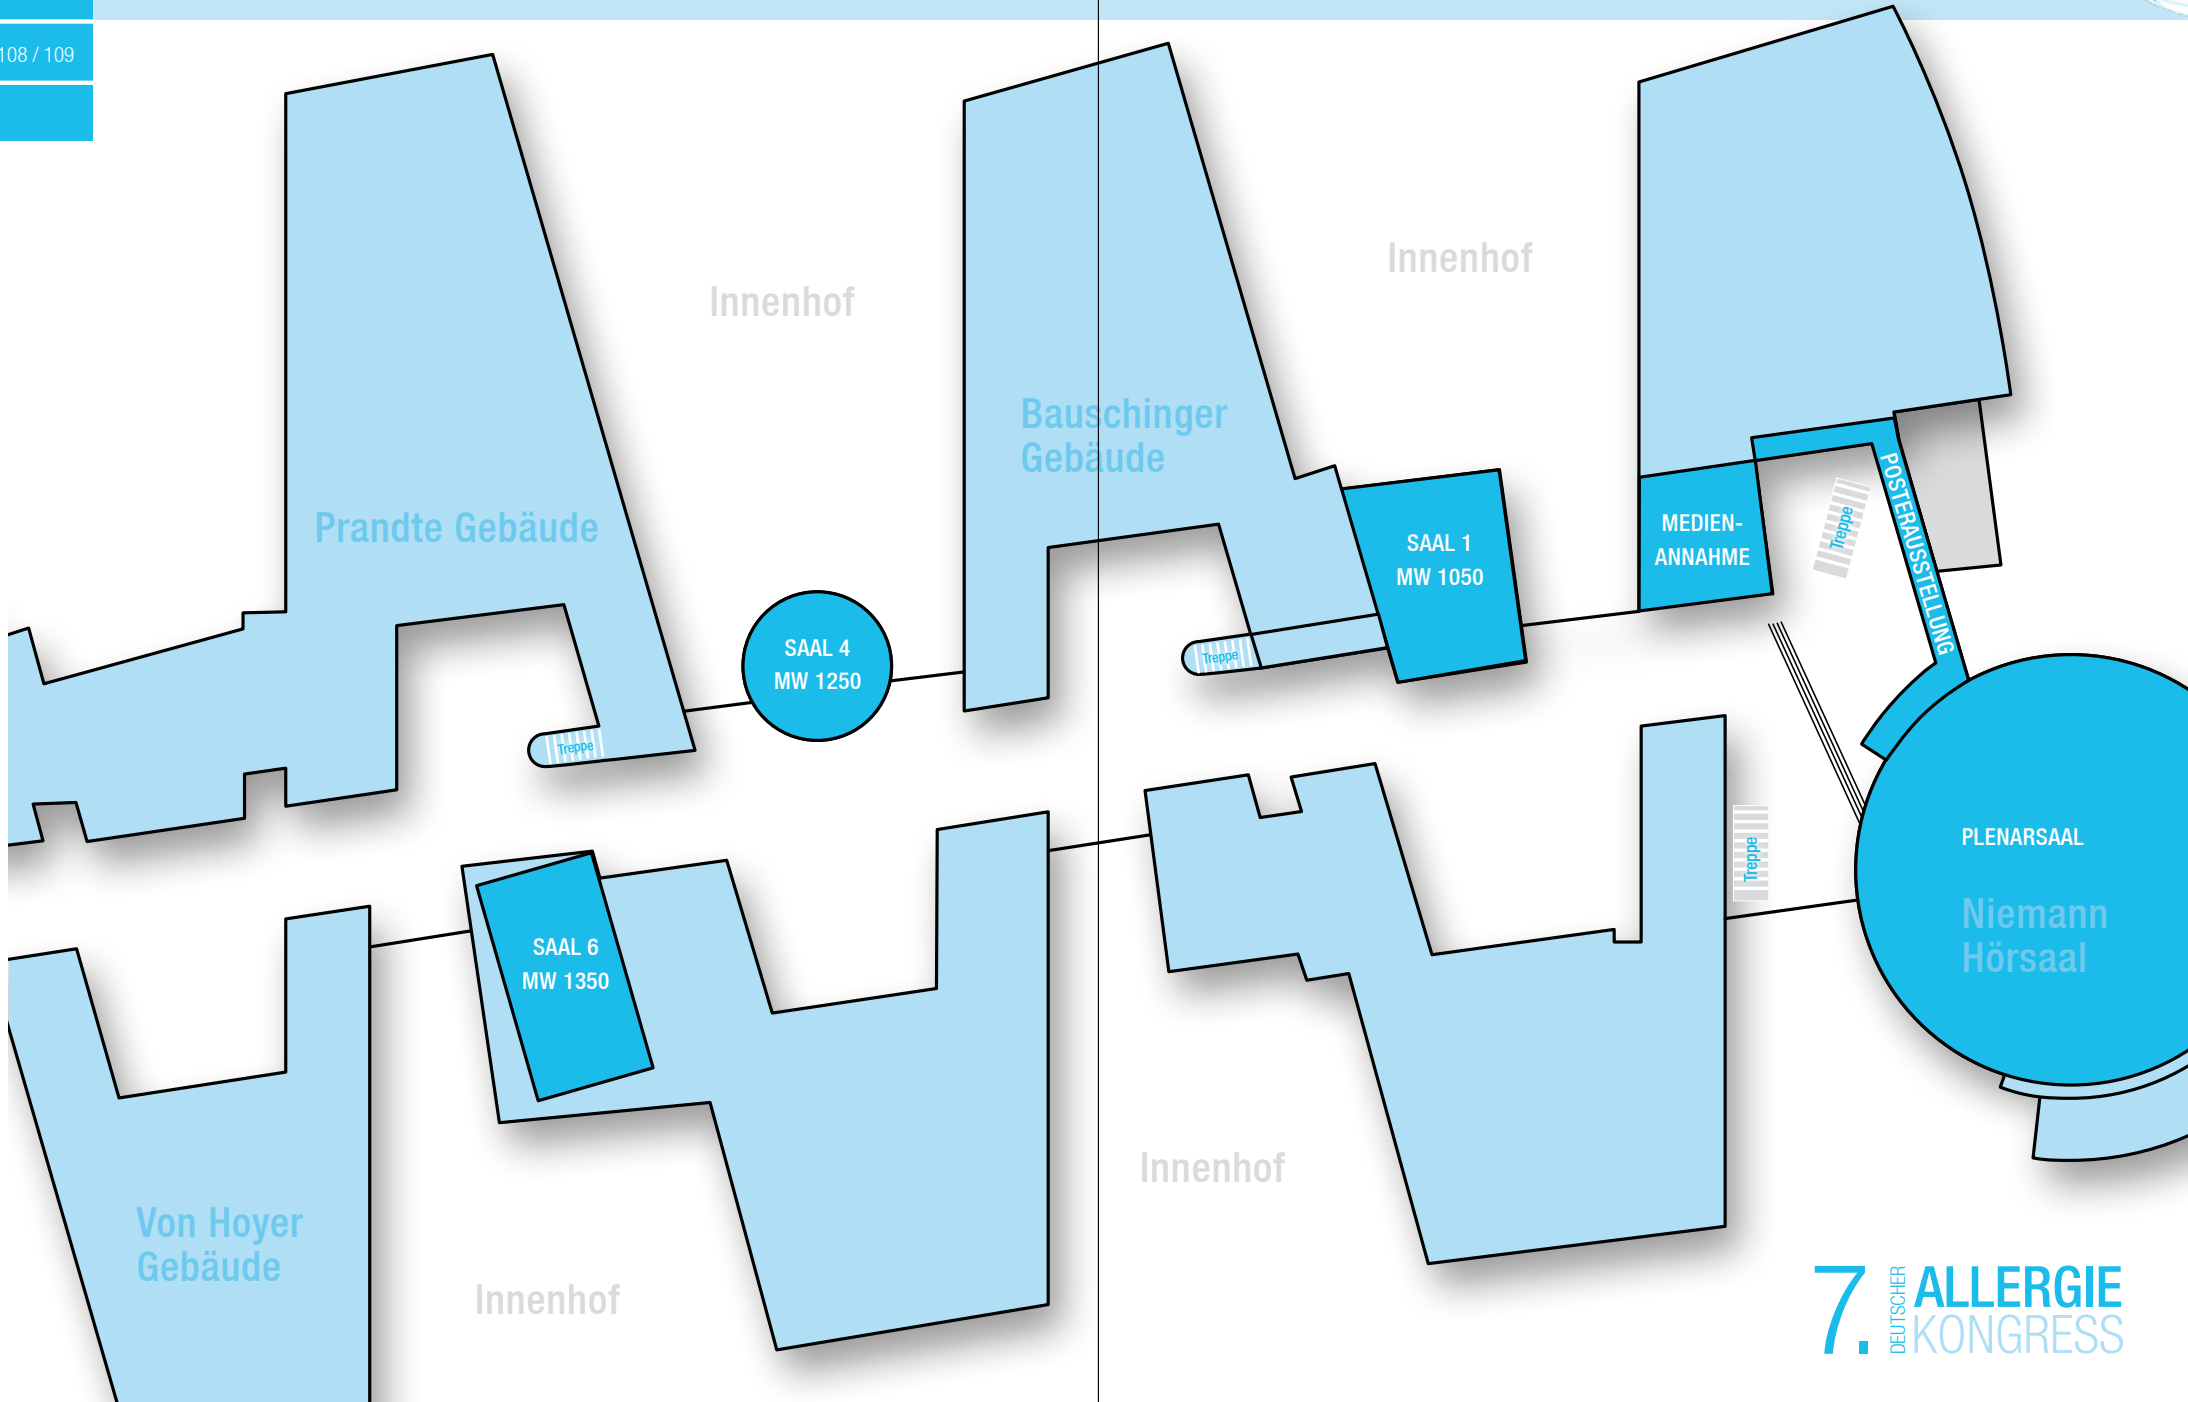 108 / 109
Innenhof
Innenhof
Bauschinger
Gebäude
Prandte Gebäude
POSTERAUSSTELLUNG
Treppe
MEDIEN-
ANNAHME
SAAL 1
MW 1050
SAAL 4
MW 1250
Treppe
Treppe
Treppe
PLENARSAAL
Niemann
Hörsaal
SAAL 6
MW 1350
Innenhof
Von Hoyer
Gebäude
Innenhof
7.
DEUTSCHER
ALLERGIE
KONGRESS